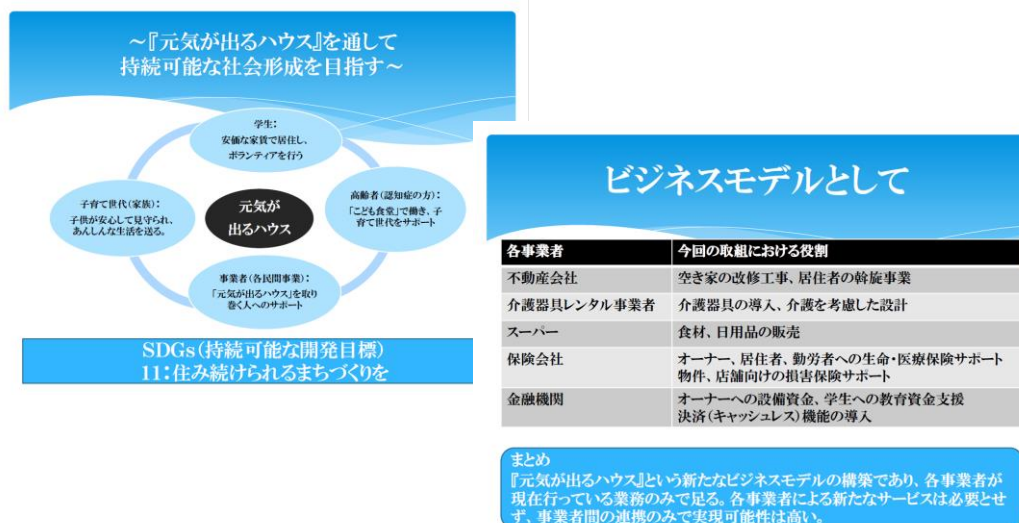 ~『元気が出るハウス』を通して
持続可能な社会形成を目指す~
学生:
安価な家賃で居住し、
ボランティアを行う
子育て世代(家族):
子供が安心して見守られ、
あんしんな生活を送る。
元気が
出るハウス
高齢者(認知症の方):
「こども食堂」で働き、子
育て世代をサポート
事業者(各民間事業):
「元気が出るハウス」を取り
巻く人へのサポート
SDGs(持続可能な開発目標)
11:住み続けられるまちづくりを
ビジネスモデルとして
各事業者 今回の取組における役割
不動産会社 空き家の改修工事、居住者の斡旋事業
介護器具レンタル事業者 介護器具の導入、介護を考慮した設計
スーパー 食材、日用品の販売
保険会社 オーナー、居住者、勤労者への生命・医療保険サポート
物件、店舗向けの損害保険サポート
金融機関 オーナーへの設備資金、学生への教育資金支援
決済(キャッシュレス)機能の導入
まとめ
『元気が出るハウス』という新たなビジネスモデルの構築であり、各事業者が
現在行っている業務のみで足る。各事業者による新たなサービスは必要とせ
ず、事業者間の連携のみで実現可能性は高い。